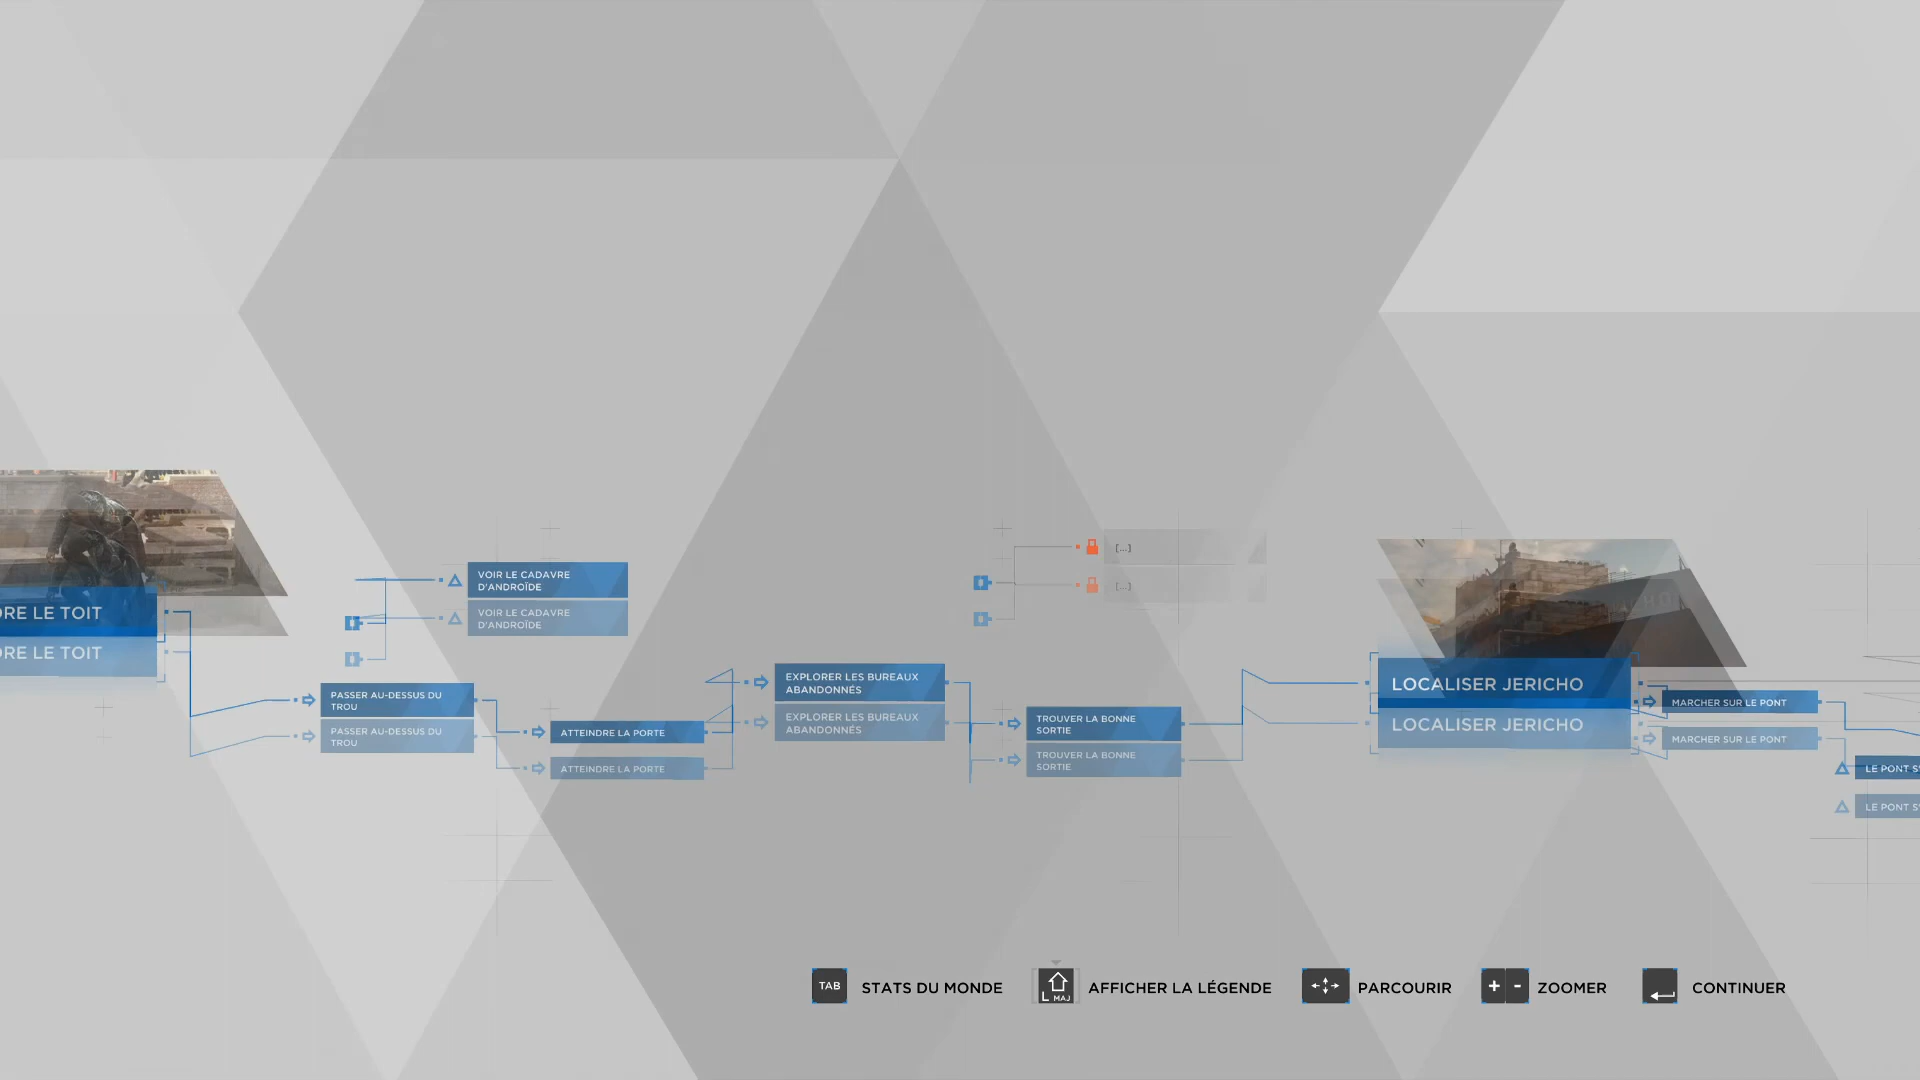 DRE LE TOIT
DRE LE TOIT
VOIR LE CADAVRE
D'ANDROÏDE
VOIR LE CADAVRE
D'ANDROÏDE
PASSER AU-DESSUS DU
TROU
PASSER AU-DESSUS DU
TROU
ATTEINDRE LA PORTE
ATTEINDRE LA PORTE
EXPLORER LES BUREAUX
ABANDONNÉS
EXPLORER LES BUREAUX
ABANDONNÉS
[...]
[...]
TROUVER LA BONNE
SORTIE
TROUVER LA BONNE
SORTIE
LOCALISER JERICHO
LOCALISER JERICHO
MARCHER SUR LE PONT
MARCHER SUR LE PONT
LE PONT S'
LE PONT S'
TAB STATS DU MONDE
L MAJ AFFICHER LA LÉGENDE
PARCOURIR
+ - ZOOMER
CONTINUER